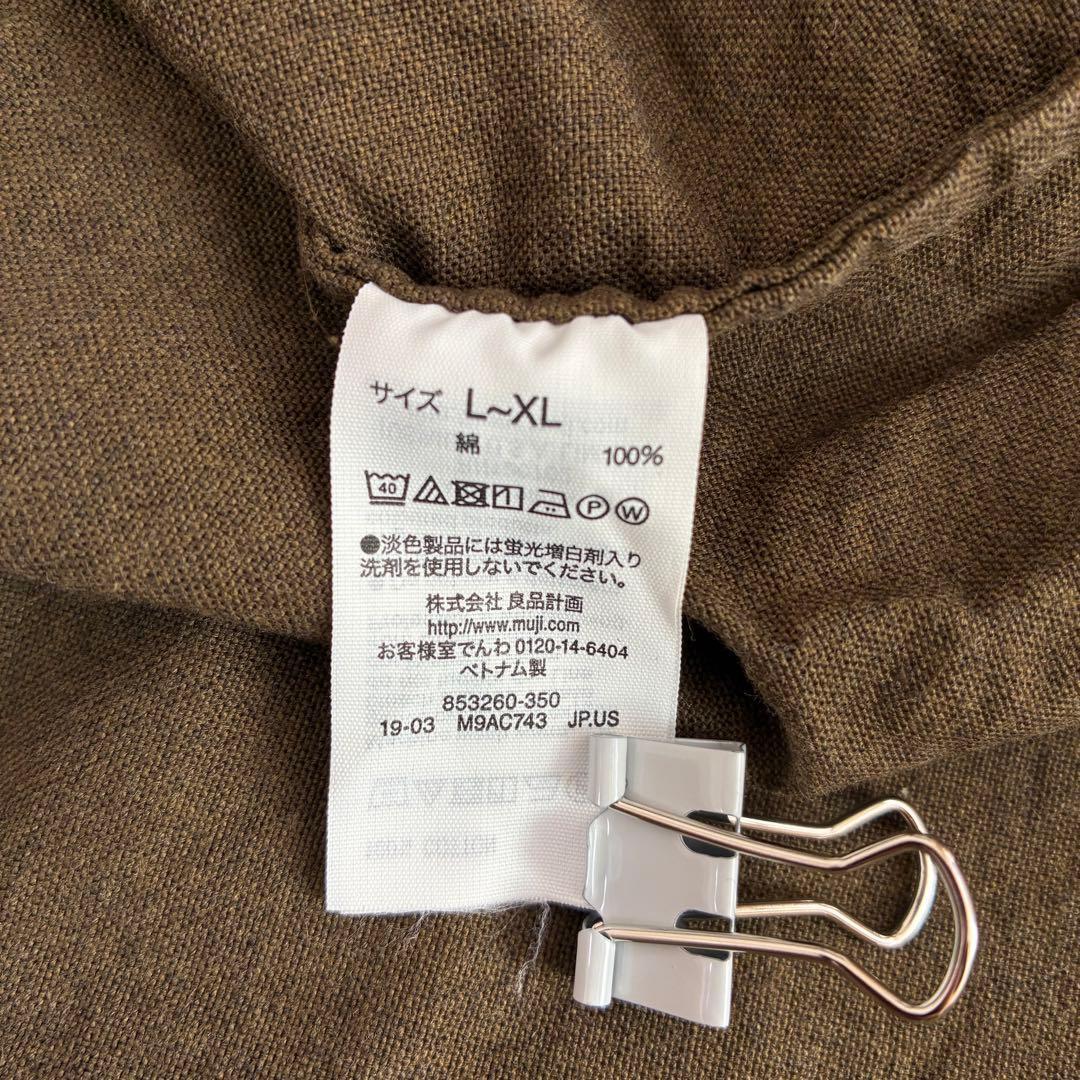 サイズ L~XL
綿 100%
40 P W
●淡色製品には蛍光増白剤入り
洗剤を使用しないでください。
株式会社 良品計画
http://www.muji.com
お客様室でんわ 0120-14-6404
ベトナム製
853260-350
19-03 M9AC743 JP.US